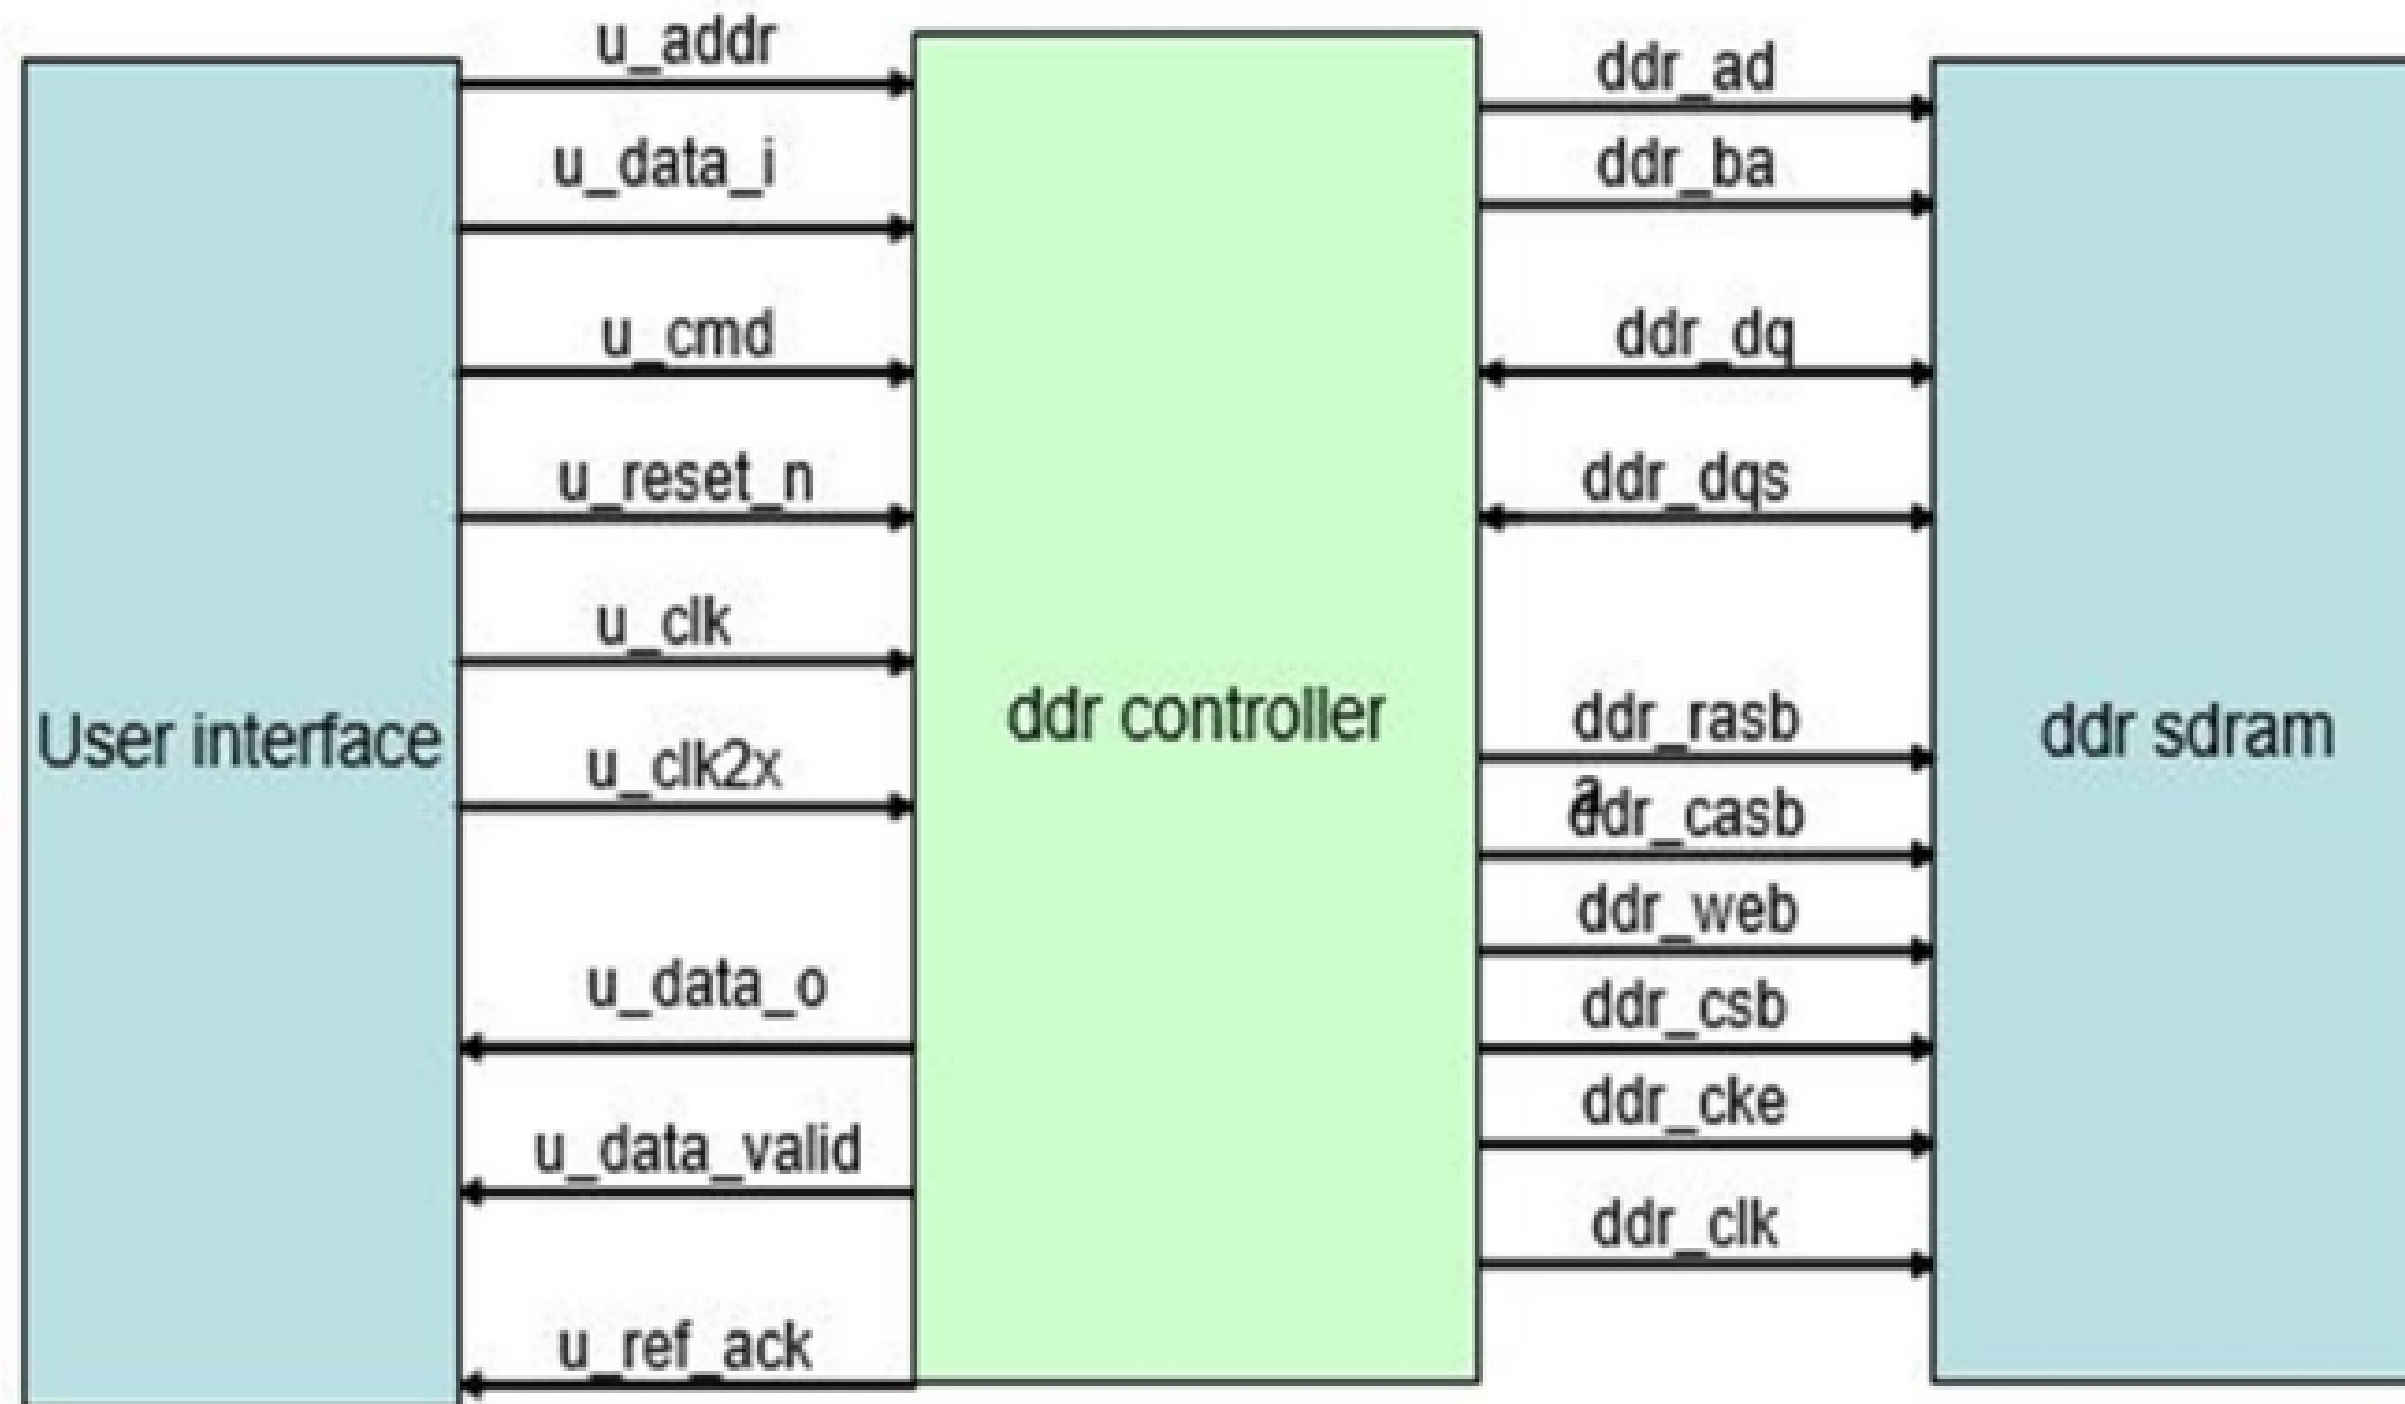 u_addr
u_data_i
u_cmd
u_reset_n
u_clk
u_clk2x
u_data_o
u_data_valid
u_ref_ack
User interface
ddr controller
ddr_ad
ddr_ba
ddr_dq
ddr_dqs
ddr_rasb
a
ddr_casb
ddr_web
ddr_csb
ddr_cke
ddr_clk
ddr sdram